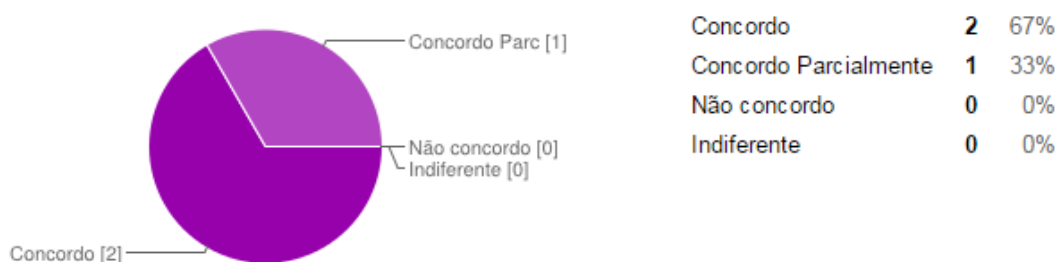 Concordo Parc [1]
Não concordo [0]
Indiferente [0]
Concordo [2]
Concordo 2 67%
Concordo Parcialmente 1 33%
Não concordo 0 0%
Indiferente 0 0%